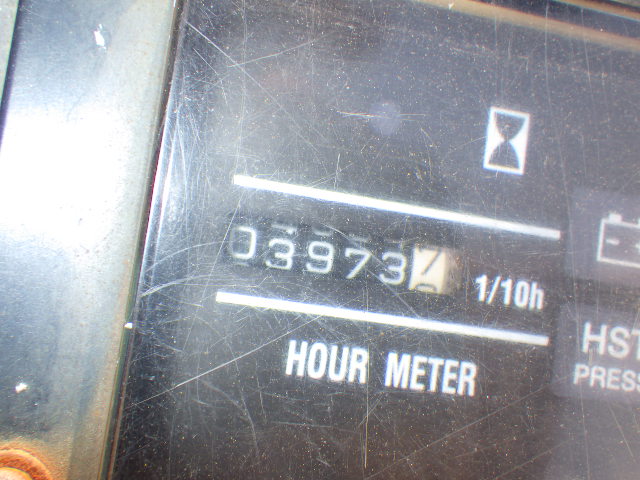 03973
1/10h
HOUR METER
HST
PRESS